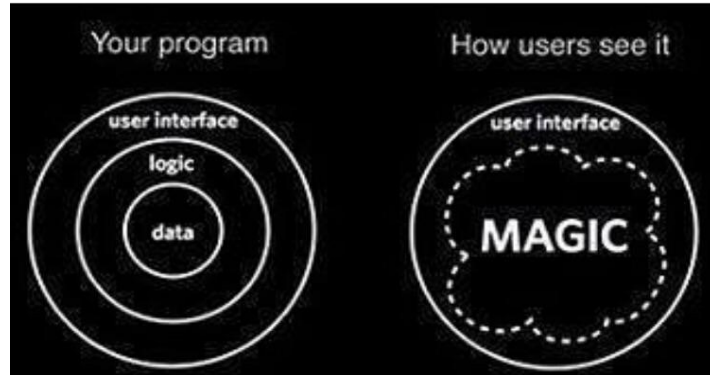 Your program
How users see it
user interface
logic
data
user interface
MAGIC